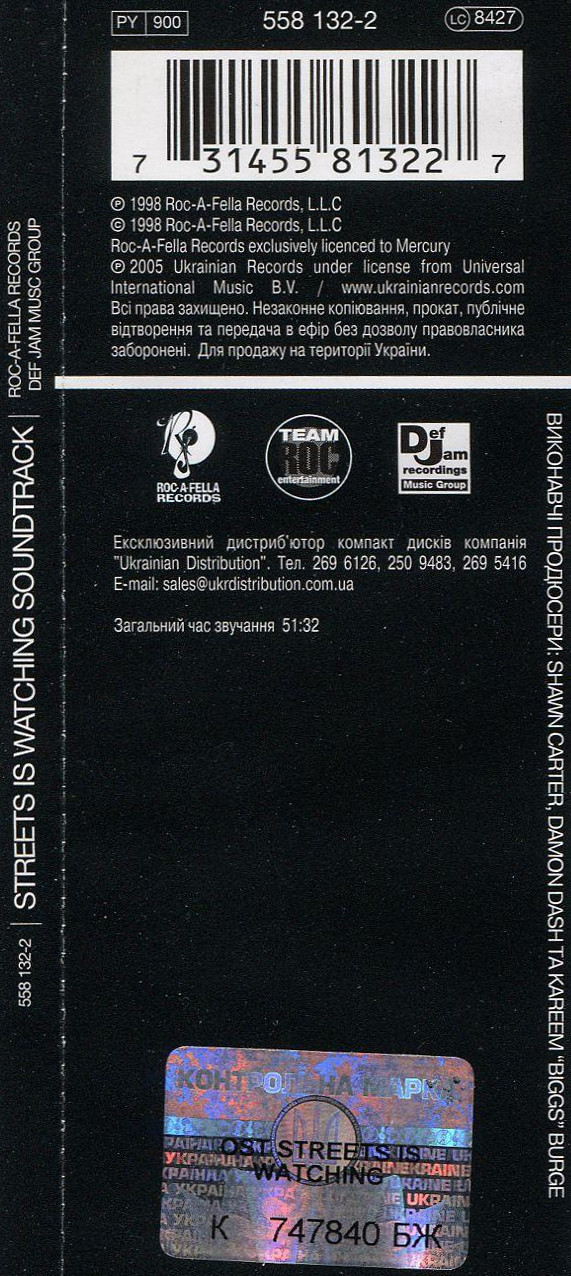 PY 900
558 132-2
LC 8427
7 31455 81322 7
℗ 1998 Roc-A-Fella Records, L.L.C
© 1998 Roc-A-Fella Records, L.L.C
Roc-A-Fella Records exclusively licenced to Mercury
℗ 2005 Ukrainian Records under license from Universal
International Music B.V. / www.ukrainianrecords.com
Всі права захищено. Незаконне копіювання, прокат, публічне
відтворення та передача в ефір без дозволу правовласника
заборонені. Для продажу на території України.
ROC-A-FELLA RECORDS
DEF JAM MUSC GROUP
STREETS IS WATCHING SOUNDTRACK
558 132-2
ROC-A-FELLA
RECORDS
TEAM
ROC
entertainment
Def
Jam
recordings
Music Group
Ексклюзивний дистриб'ютор компакт дисків компанія
"Ukrainian Distribution". Тел. 269 6126, 250 9483, 269 5416
E-mail: sales@ukrdistribution.com.ua
Загальний час звучання 51:32
ВИКОНАВЧІ ПРОДЮСЕРИ: SHAWN CARTER, DAMON DASH ТА KAREEM "BIGGS" BURGE
КОНТРОЛЬНА МАРКА
OST STREETS IS
WATCHING
К 747840 БЖ